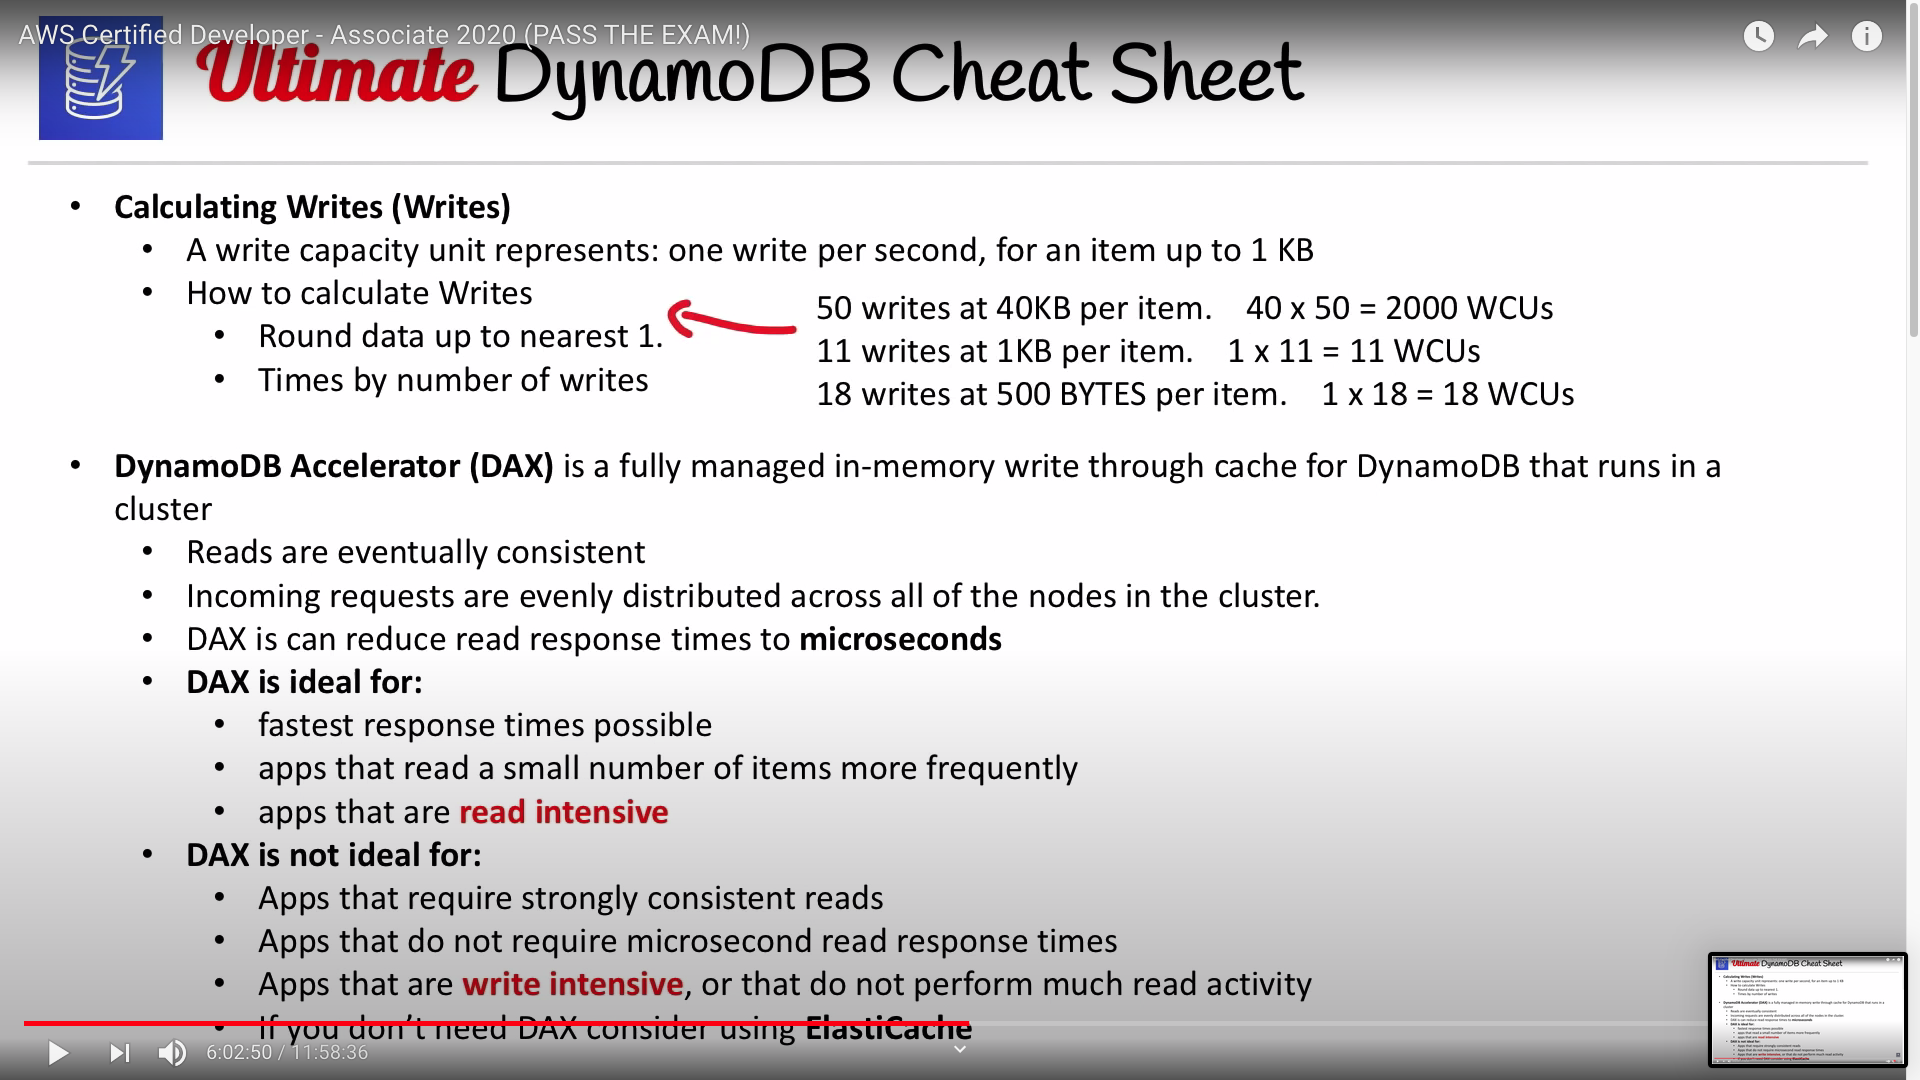 AWS Certified Developer - Associate 2020 (PASS THE EXAM!)
Ultimate DynamoDB Cheat Sheet
• Calculating Writes (Writes)
• A write capacity unit represents: one write per second, for an item up to 1 KB
• How to calculate Writes
• Round data up to nearest 1.
• Times by number of writes
50 writes at 40KB per item. 40 x 50 = 2000 WCUs
11 writes at 1KB per item. 1 x 11 = 11 WCUs
18 writes at 500 BYTES per item. 1 x 18 = 18 WCUs
• DynamoDB Accelerator (DAX) is a fully managed in-memory write through cache for DynamoDB that runs in a
cluster
• Reads are eventually consistent
• Incoming requests are evenly distributed across all of the nodes in the cluster.
• DAX is can reduce read response times to microseconds
• DAX is ideal for:
• fastest response times possible
• apps that read a small number of items more frequently
• apps that are read intensive
• DAX is not ideal for:
• Apps that require strongly consistent reads
• Apps that do not require microsecond read response times
• Apps that are write intensive, or that do not perform much read activity
• If you don't need DAX consider using ElastiCache
6:02:50 / 11:58:36
Ultimate DynamoDB Cheat Sheet